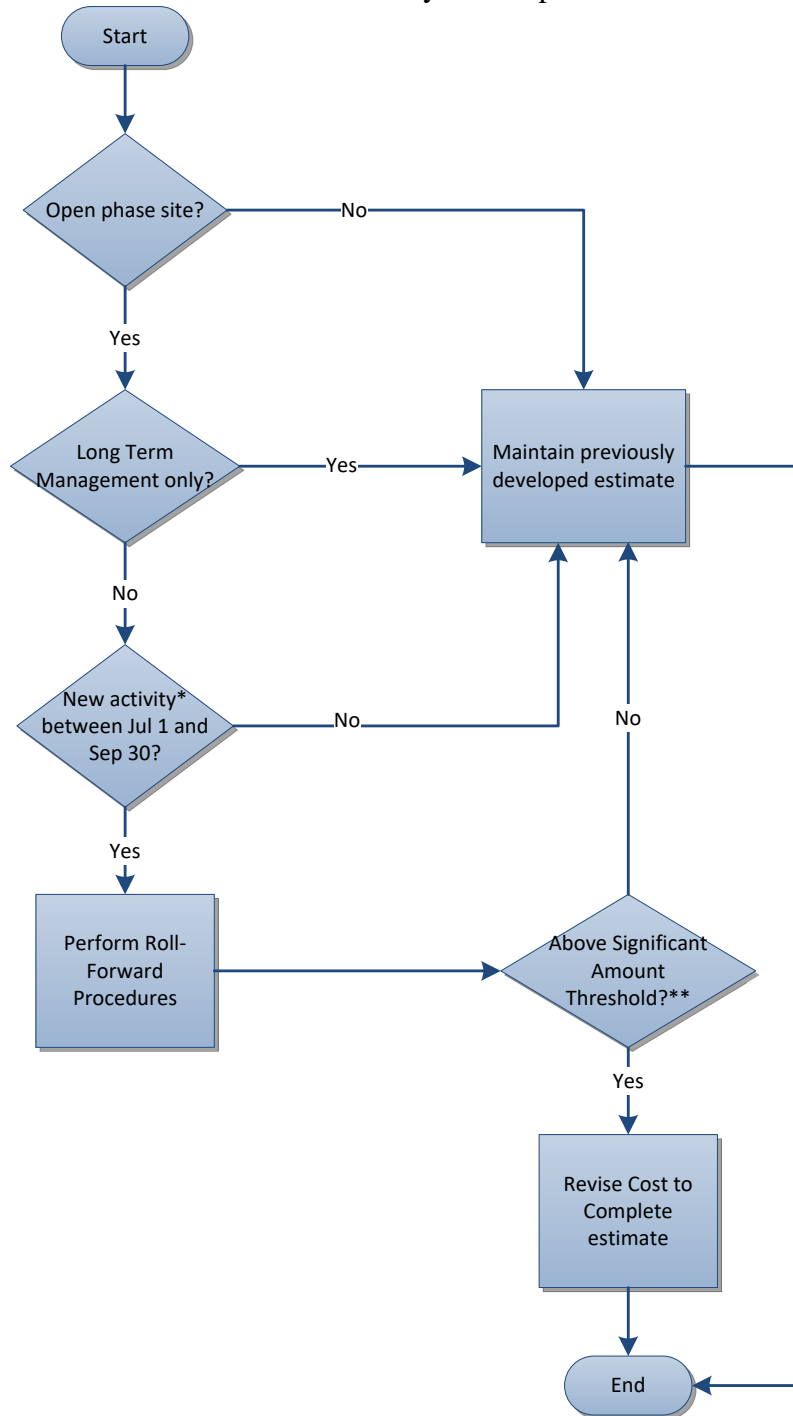 Start
Open phase site?
No
Yes
Long Term
Management only?
Yes
Maintain previously
developed estimate
No
New activity*
between Jul 1 and
Sep 30?
No
No
Yes
Perform Roll-
Forward
Procedures
Above Significant
Amount
Threshold?**
Yes
Revise Cost to
Complete
estimate
End